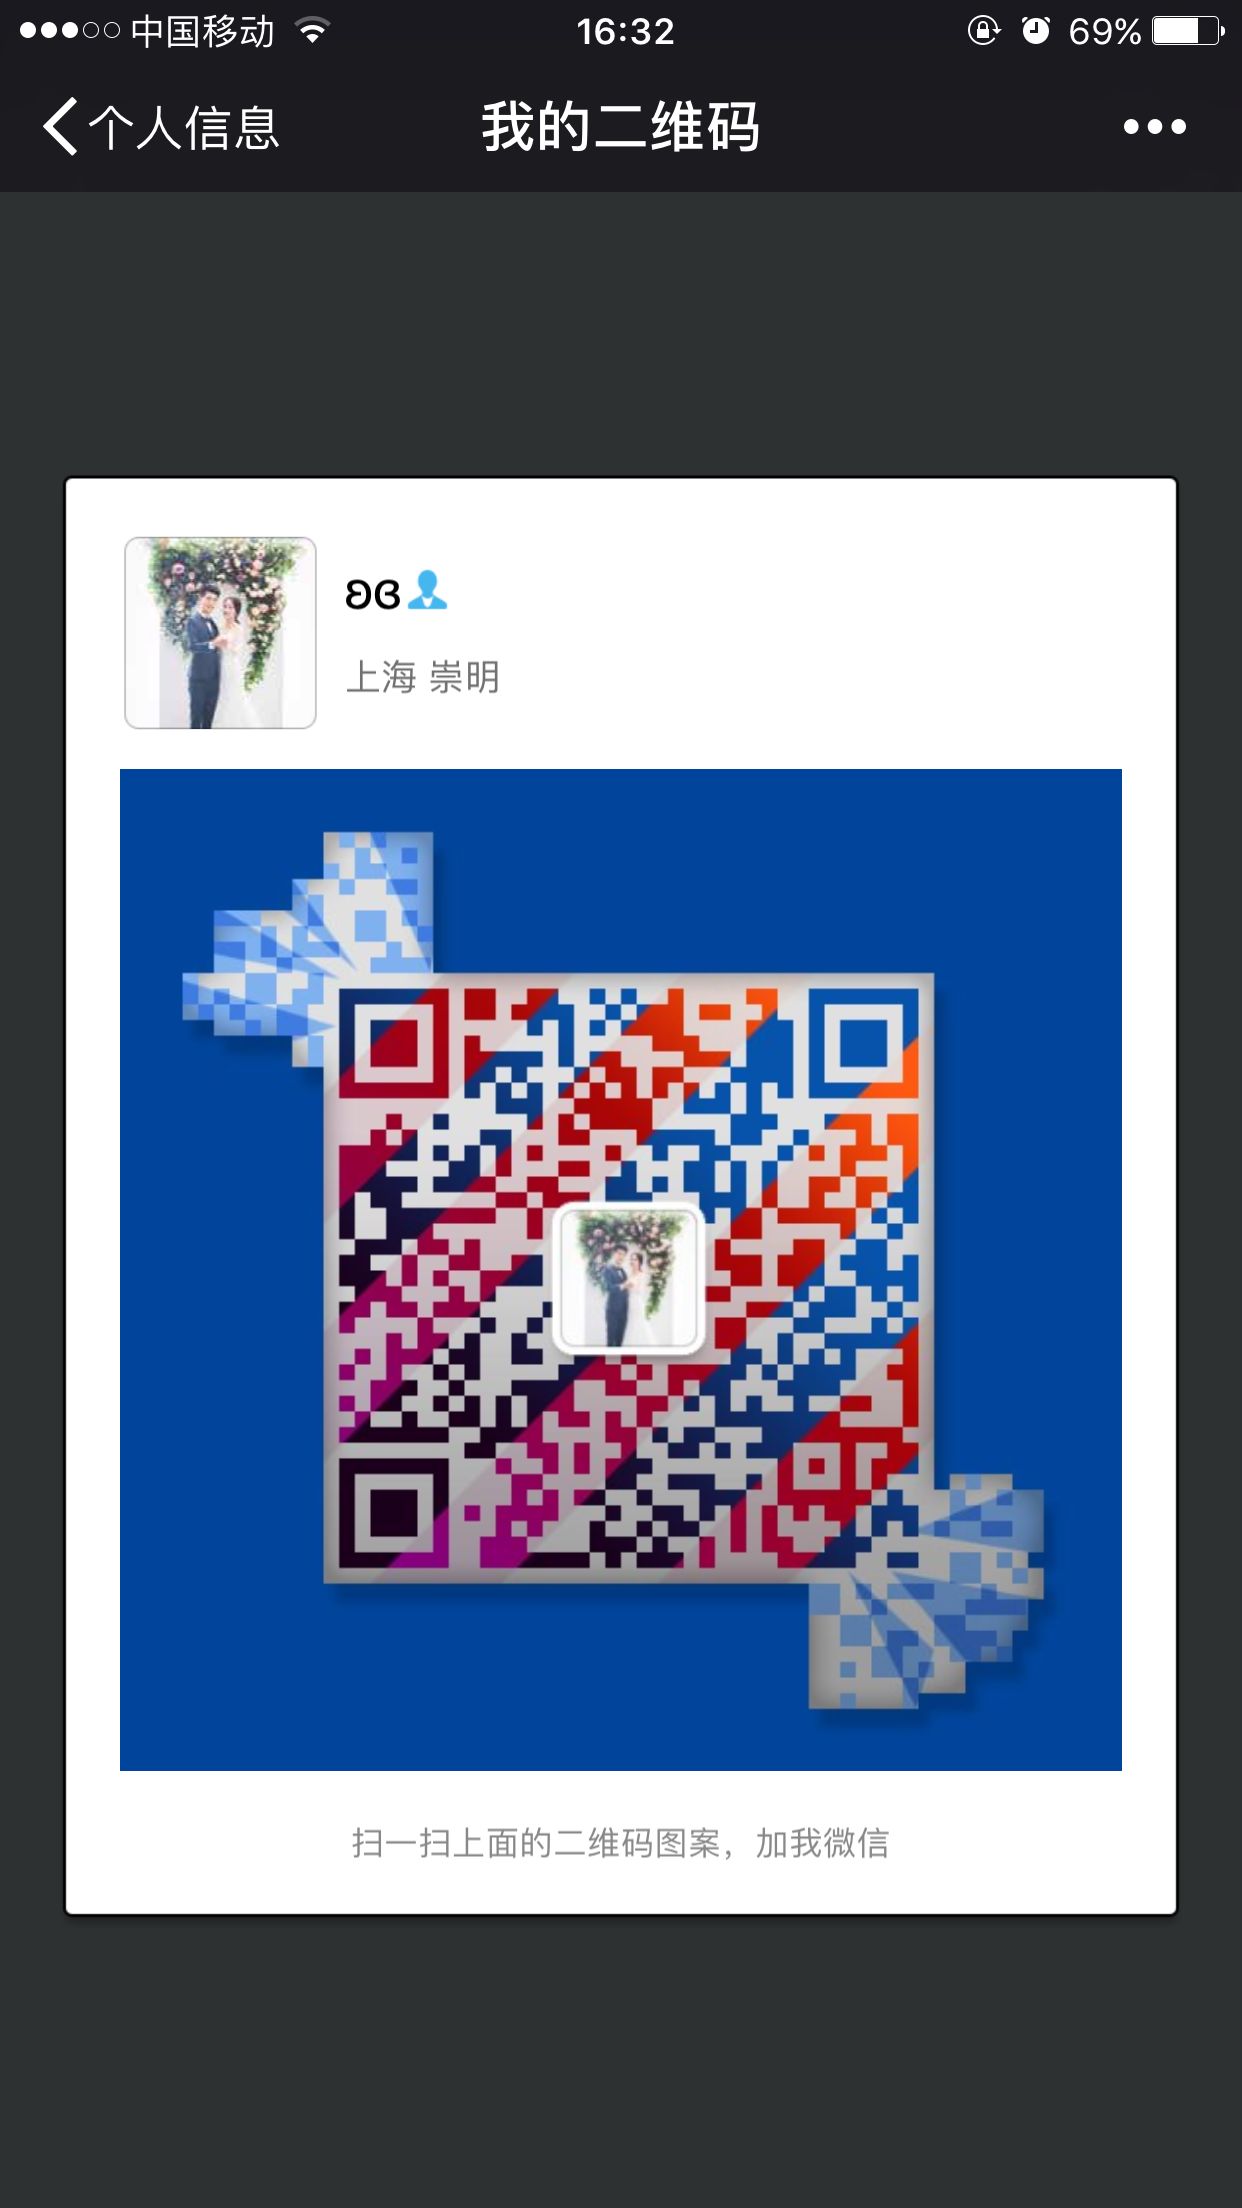 中国移动 16:32 69%
个人信息 我的二维码
ʚɞ👤
上海 崇明
扫一扫上面的二维码图案，加我微信